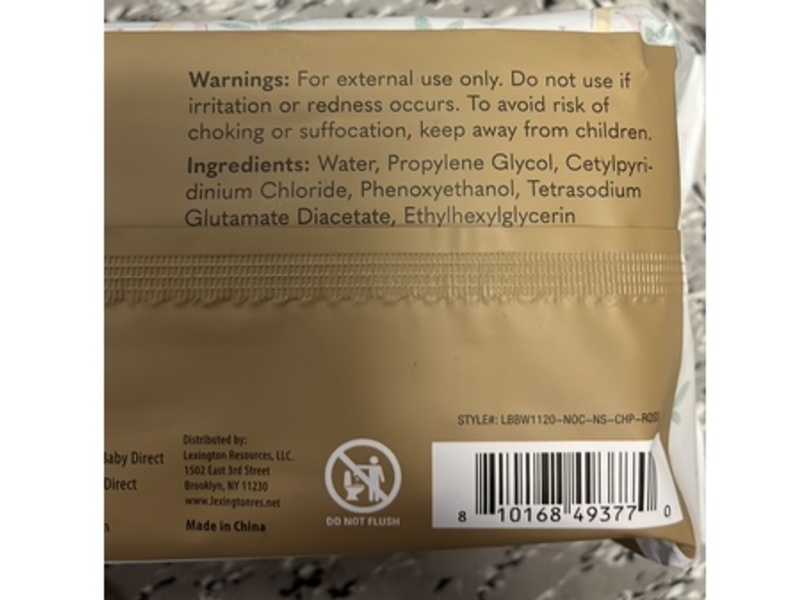 Warnings: For external use only. Do not use if
irritation or redness occurs. To avoid risk of
choking or suffocation, keep away from children.
Ingredients: Water, Propylene Glycol, Cetylpyri-
dinium Chloride, Phenoxyethanol, Tetrasodium
Glutamate Diacetate, Ethylhexylglycerin
STYLE#: LBBW1120-NOC-NS-CHP-ROSS
Baby Direct
Direct
Distributed by:
Lexington Resources, LLC.
1502 East 3rd Street
Brooklyn, NY 11230
www.lexingtonres.net
Made in China
DO NOT FLUSH
8 10168 49377 0